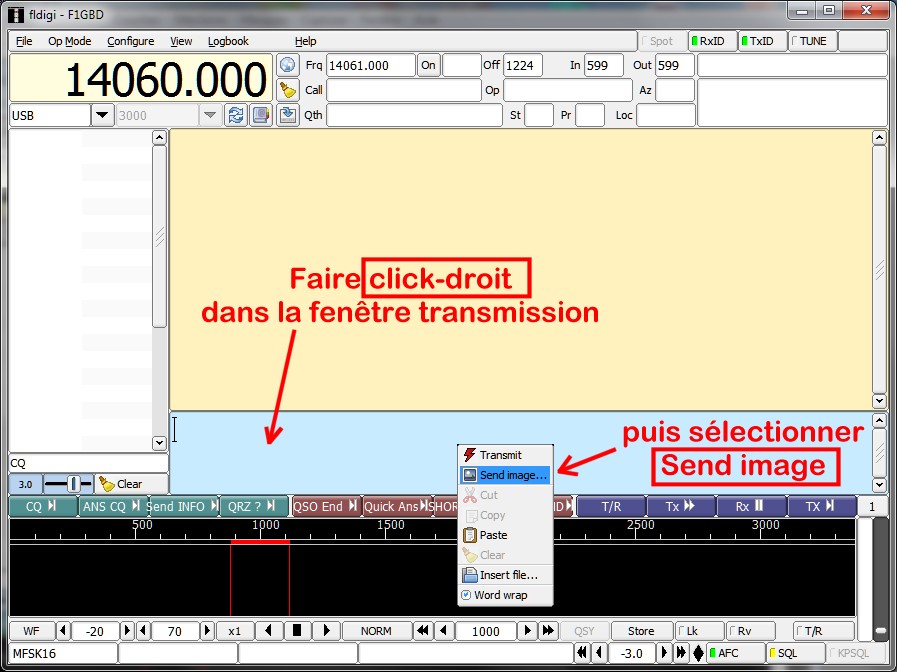 fldigi - F1GBD
File Op Mode Configure View Logbook Help Spot RxID TxID TUNE
14060.000
Frq 14061.000 On Off 1224 In 599 Out 599
Call Op Az
USB 3000 Qth St Pr Loc
Faire click-droit
dans la fenêtre transmission
puis sélectionner
Send image
Transmit
Send image...
Cut
Copy
Paste
Clear
Insert file...
Word wrap
CQ
3.0 Clear
CQ ANS CQ Send INFO QRZ ? QSO End Quick Ans T/R Tx Rx TX 1
500 1000 1500 2500 3000
WF -20 70 x1 NORM 1000 QSY Store Lk Rv T/R
MFSK16 -3.0 AFC SQL KPSQL